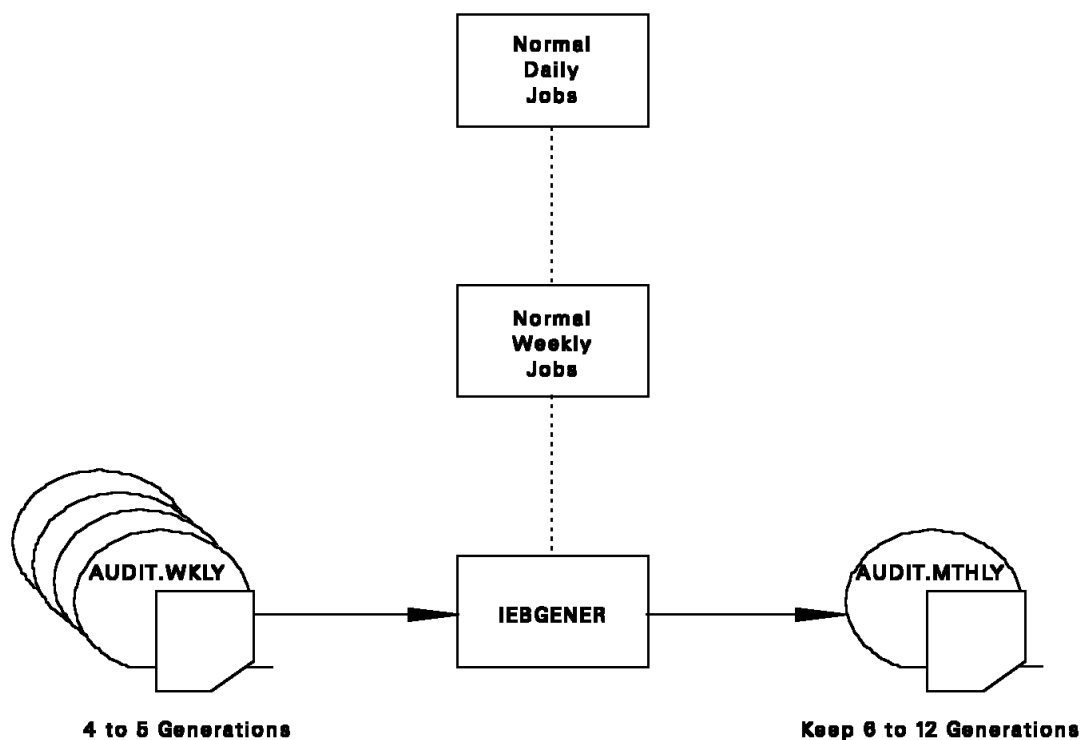 Normal
Daily
Jobs
Normal
Weekly
Jobs
AUDIT.WKLY
IEBGENER
AUDIT.MTHLY
4 to 5 Generations
Keep 6 to 12 Generations